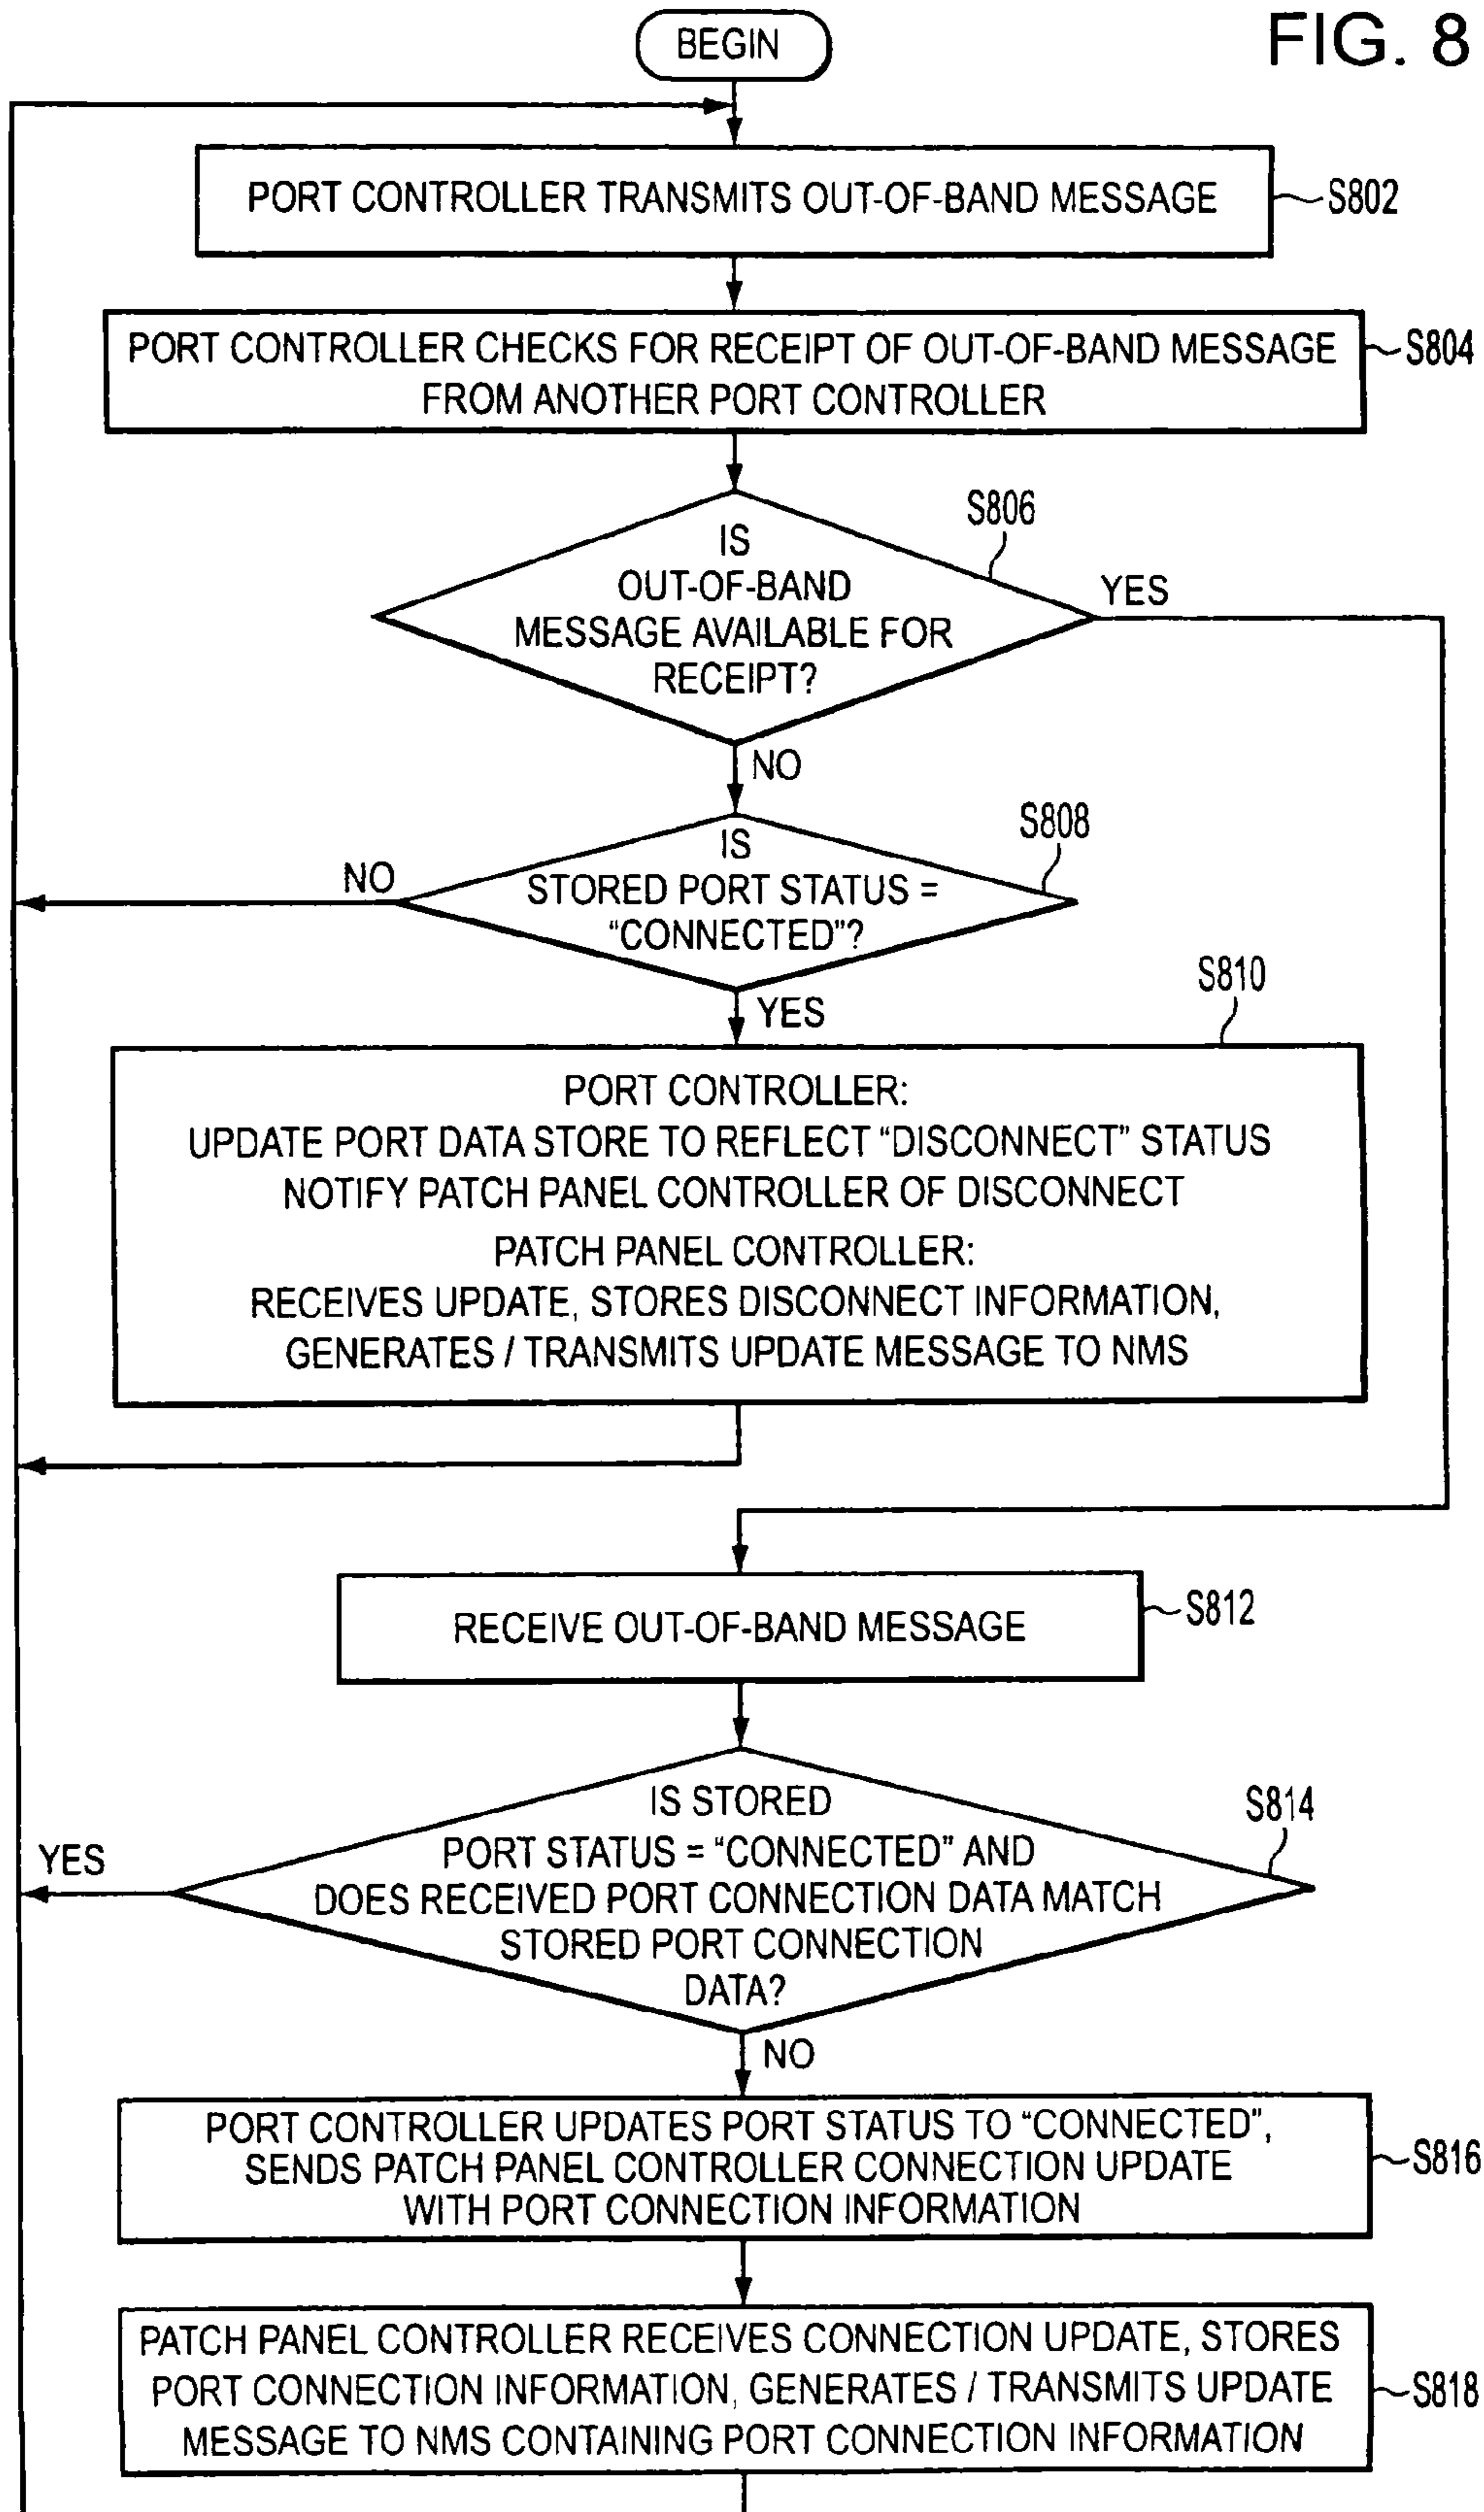 FIG. 8
BEGIN
PORT CONTROLLER TRANSMITS OUT-OF-BAND MESSAGE
S802
PORT CONTROLLER CHECKS FOR RECEIPT OF OUT-OF-BAND MESSAGE
FROM ANOTHER PORT CONTROLLER
S804
S806
IS
OUT-OF-BAND
MESSAGE AVAILABLE FOR
RECEIPT?
YES
NO
S808
IS
STORED PORT STATUS =
"CONNECTED"?
NO
YES
S810
PORT CONTROLLER:
UPDATE PORT DATA STORE TO REFLECT "DISCONNECT" STATUS
NOTIFY PATCH PANEL CONTROLLER OF DISCONNECT
PATCH PANEL CONTROLLER:
RECEIVES UPDATE, STORES DISCONNECT INFORMATION,
GENERATES / TRANSMITS UPDATE MESSAGE TO NMS
RECEIVE OUT-OF-BAND MESSAGE
S812
IS STORED
PORT STATUS = "CONNECTED" AND
DOES RECEIVED PORT CONNECTION DATA MATCH
STORED PORT CONNECTION
DATA?
S814
YES
NO
PORT CONTROLLER UPDATES PORT STATUS TO "CONNECTED",
SENDS PATCH PANEL CONTROLLER CONNECTION UPDATE
WITH PORT CONNECTION INFORMATION
S816
PATCH PANEL CONTROLLER RECEIVES CONNECTION UPDATE, STORES
PORT CONNECTION INFORMATION, GENERATES / TRANSMITS UPDATE
MESSAGE TO NMS CONTAINING PORT CONNECTION INFORMATION
S818